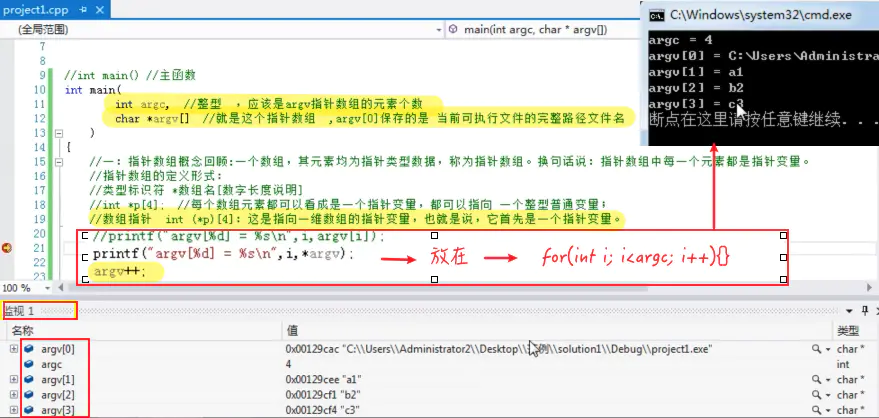 project1.cpp
C:\Windows\system32\cmd.exe
(全局范围)
main(int argc, char * argv[])
argc = 4
argv[0] = C:\Users\Administra
argv[1] = a1
argv[2] = b2
argv[3] = c3
断点在这里请按任意键继续. . .
7
8
9 //int main() //主函数
10 int main(
11 int argc, //整型 ，应该是argv指针数组的元素个数
12 char *argv[] //就是这个指针数组 ,argv[0]保存的是 当前可执行文件的完整路径文件名
13 )
14 {
15 //一：指针数组概念回顾:一个数组，其元素均为指针类型数据，称为指针数组。换句话说：指针数组中每一个元素都是指针变量。
16 //指针数组的定义形式:
17 //类型标识符 *数组名[数字长度说明]
18 //int *p[4]; //每个数组元素都可以看成是一个指针变量，都可以指向 一个整型普通变量；
19 //数组指针 int (*p)[4]：这是指向一维数组的指针变量，也就是说，它首先是一个指针变量。
20 //printf("argv[%d] = %s\n",i,argv[i]);
21 printf("argv[%d] = %s\n",i,*argv); → 放在 → for(int i; i<argc; i++){}
22 argv++;
23
100 %
监视 1
名称 值 类型
argv[0] 0x00129cac "C:\\Users\\Administrator2\\Desktop\\例\\solution1\\Debug\\project1.exe" char *
argc 4 int
argv[1] 0x00129cee "a1" char *
argv[2] 0x00129cf1 "b2" char *
argv[3] 0x00129cf4 "c3" char *